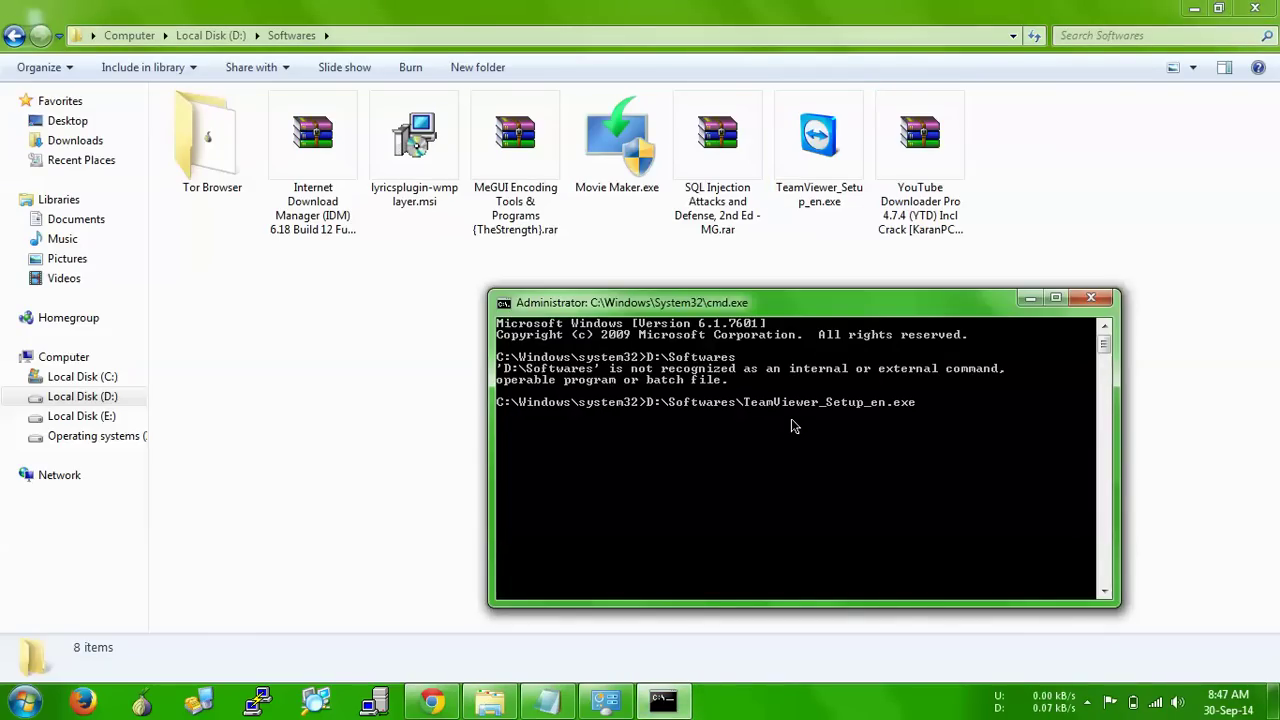 Computer
Local Disk (D:)
Softwares
Search Softwares
Organize
Include in library
Share with
Slide show
Burn
New folder
Favorites
Desktop
Downloads
Recent Places
Libraries
Documents
Music
Pictures
Videos
Homegroup
Computer
Local Disk (C:)
Local Disk (D:)
Local Disk (E:)
Operating systems (
Network
Tor Browser
Internet
Download
Manager (IDM)
6.18 Build 12 Fu...
lyricsplugin-wmp
layer.msi
MeGUI Encoding
Tools &
Programs
{TheStrength}.rar
Movie Maker.exe
SQL Injection
Attacks and
Defense, 2nd Ed -
MG.rar
TeamViewer_Setu
p_en.exe
YouTube
Downloader Pro
4.7.4 (YTD) Incl
Crack [KaranPC...
Administrator: C:\Windows\System32\cmd.exe
Microsoft Windows [Version 6.1.7601]
Copyright (c) 2009 Microsoft Corporation.  All rights reserved.
C:\Windows\system32>D:\Softwares
'D:\Softwares' is not recognized as an internal or external command,
operable program or batch file.
C:\Windows\system32>D:\Softwares\TeamViewer_Setup_en.exe
8 items
U: 0.00 kB/s
D: 0.07 kB/s
8:47 AM
30-Sep-14